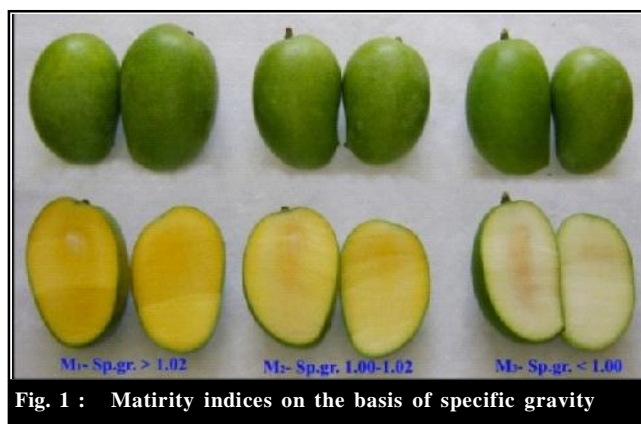 M₁- Sp.gr. > 1.02 M₂- Sp.gr. 1.00-1.02 M₃- Sp.gr. < 1.00
Fig. 1 : Matirity indices on the basis of specific gravity